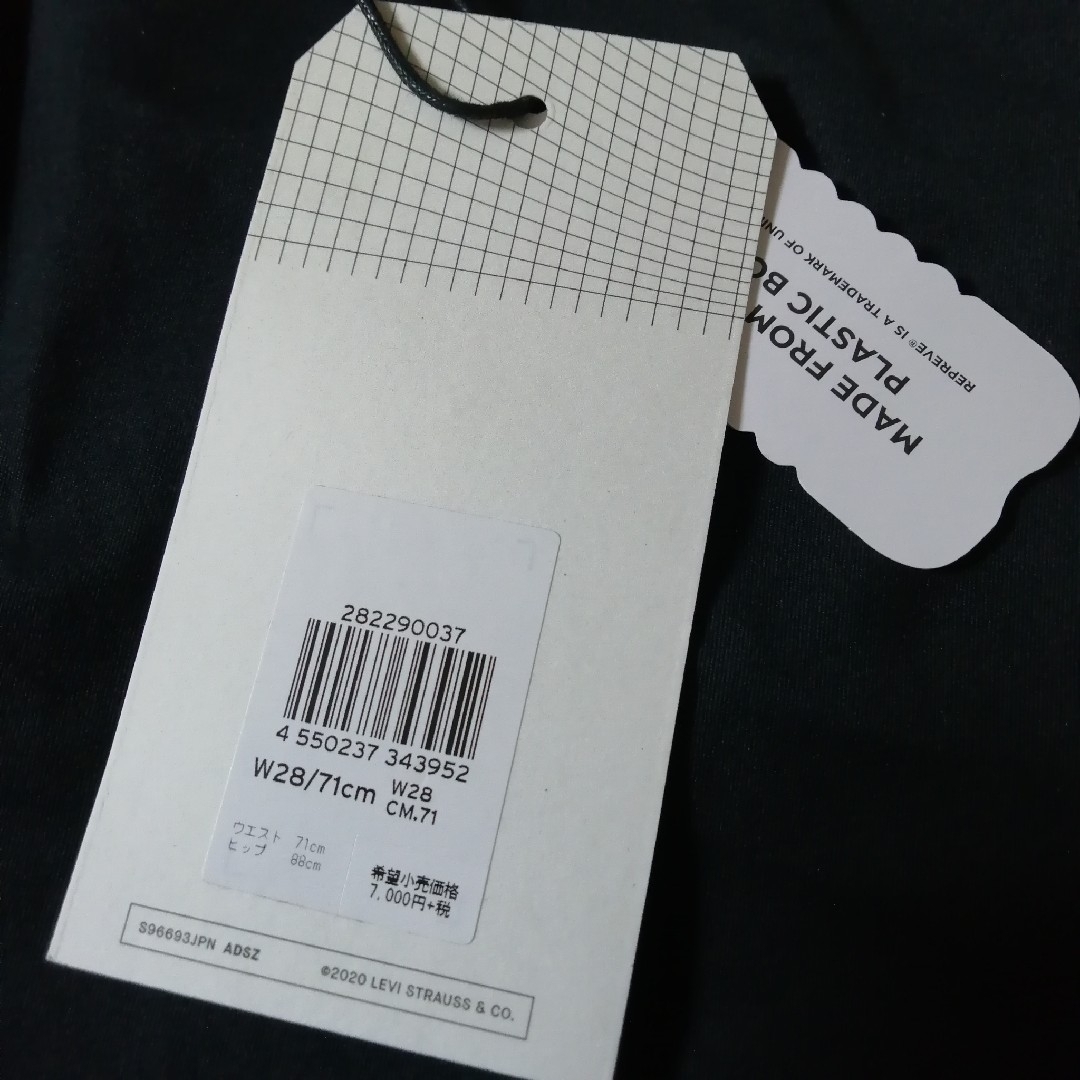 282290037
4 550237 343952
W28/71cm
W28
CM.71
ウエスト 71cm
ヒップ 88cm
希望小売価格
7,000円+税
S96693JPN ADSZ
©2020 LEVI STRAUSS & CO.
MADE FROM
PLASTIC
REPREVE® IS A TRADEMARK OF